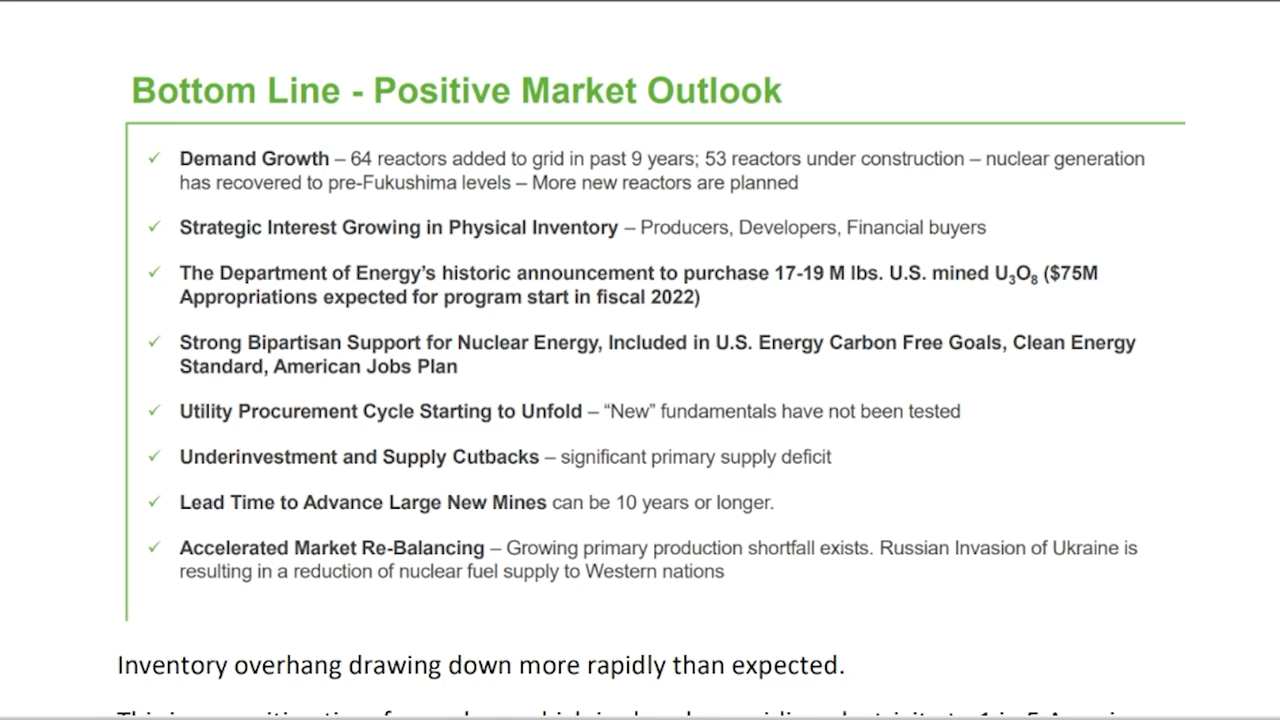 Bottom Line - Positive Market Outlook
✓ Demand Growth – 64 reactors added to grid in past 9 years; 53 reactors under construction – nuclear generation
has recovered to pre-Fukushima levels – More new reactors are planned
✓ Strategic Interest Growing in Physical Inventory – Producers, Developers, Financial buyers
✓ The Department of Energy’s historic announcement to purchase 17-19 M lbs. U.S. mined U₃O₈ ($75M
Appropriations expected for program start in fiscal 2022)
✓ Strong Bipartisan Support for Nuclear Energy, Included in U.S. Energy Carbon Free Goals, Clean Energy
Standard, American Jobs Plan
✓ Utility Procurement Cycle Starting to Unfold – “New” fundamentals have not been tested
✓ Underinvestment and Supply Cutbacks – significant primary supply deficit
✓ Lead Time to Advance Large New Mines can be 10 years or longer.
✓ Accelerated Market Re-Balancing – Growing primary production shortfall exists. Russian Invasion of Ukraine is
resulting in a reduction of nuclear fuel supply to Western nations
Inventory overhang drawing down more rapidly than expected.